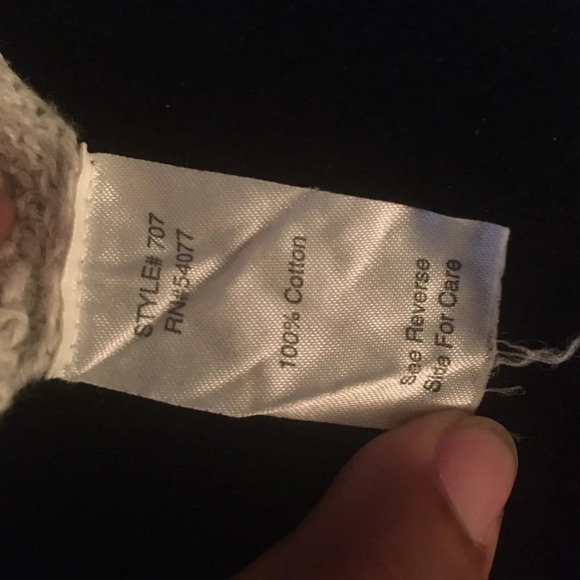 STYLE# 707
RN#54077
100% Cotton
See Reverse
Side For Care